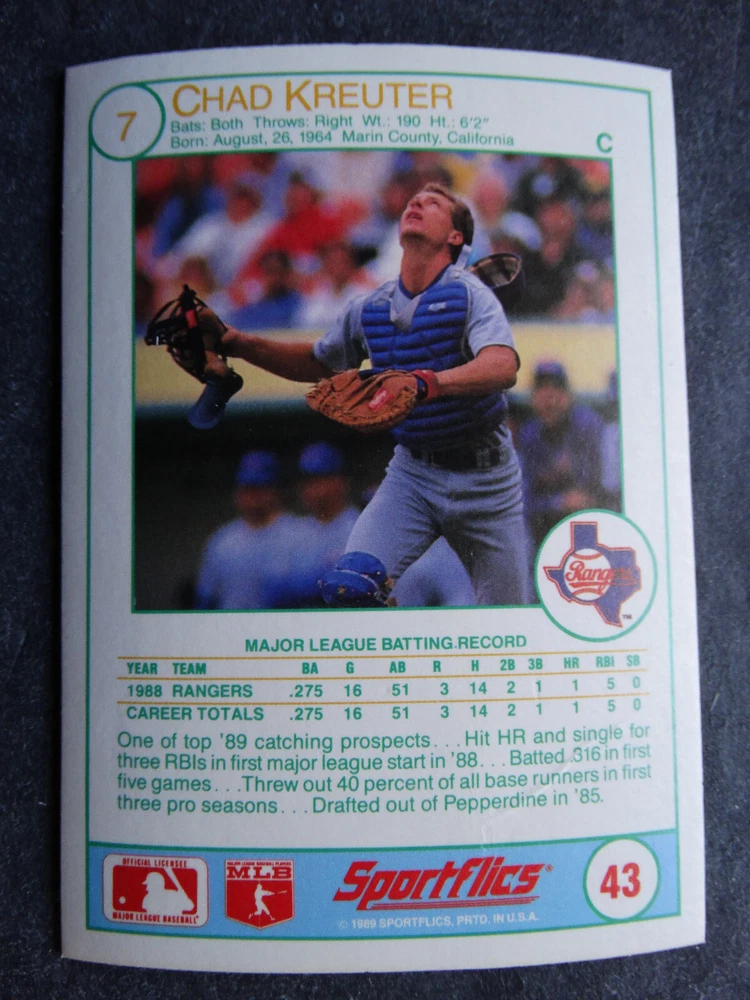 7
CHAD KREUTER
Bats: Both Throws: Right Wt.: 190 Ht.: 6'2"
Born: August, 26, 1964 Marin County, California
C
Rangers
TM
MAJOR LEAGUE BATTING RECORD
YEAR TEAM BA G AB R H 2B 3B HR RBI SB
1988 RANGERS .275 16 51 3 14 2 1 1 5 0
CAREER TOTALS .275 16 51 3 14 2 1 1 5 0
One of top '89 catching prospects...Hit HR and single for
three RBIs in first major league start in '88...Batted .316 in first
five games...Threw out 40 percent of all base runners in first
three pro seasons...Drafted out of Pepperdine in '85.
OFFICIAL LICENSEE
MAJOR LEAGUE BASEBALL
MAJOR LEAGUE BASEBALL PLAYERS
MLB
Sportflics®
© 1989 SPORTFLICS, PRTD. IN U.S.A.
43